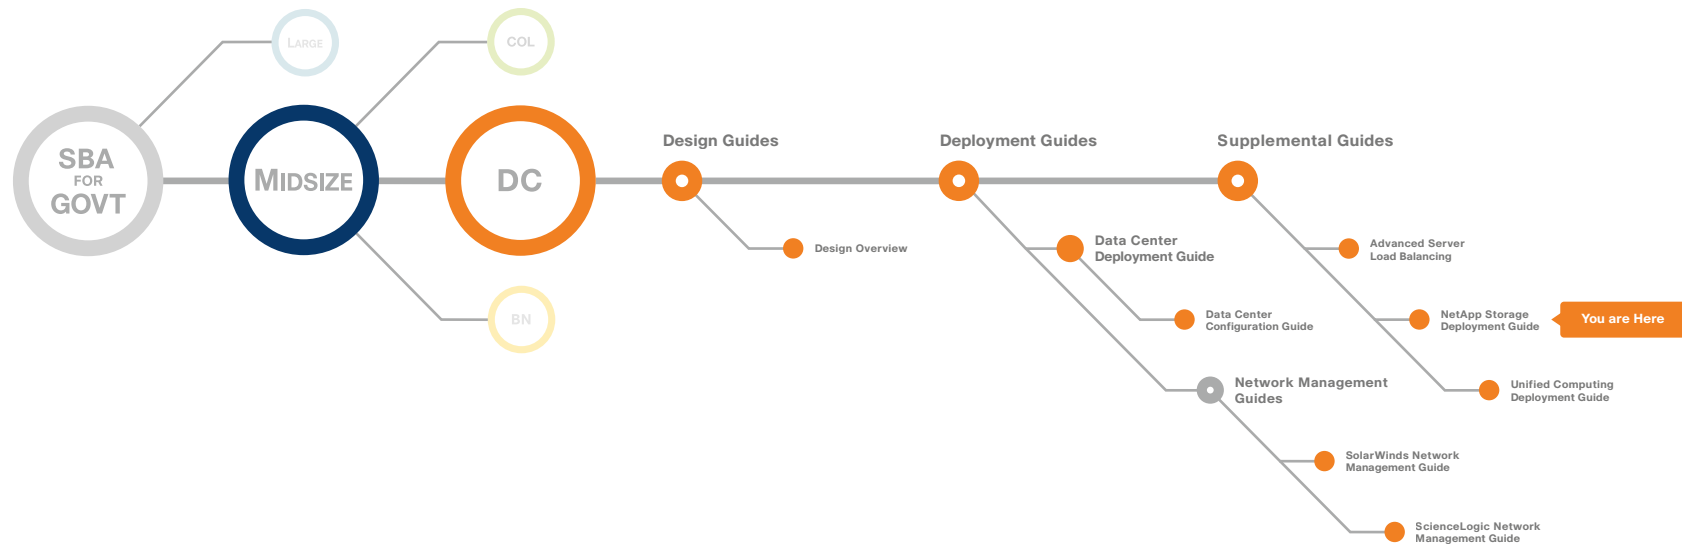 LARGE
COL
SBA
FOR
GOVT
MIDSIZE
DC
BN
Design Guides
Design Overview
Deployment Guides
Data Center
Deployment Guide
Data Center
Configuration Guide
Network Management
Guides
SolarWinds Network
Management Guide
ScienceLogic Network
Management Guide
Supplemental Guides
Advanced Server
Load Balancing
NetApp Storage
Deployment Guide
You are Here
Unified Computing
Deployment Guide